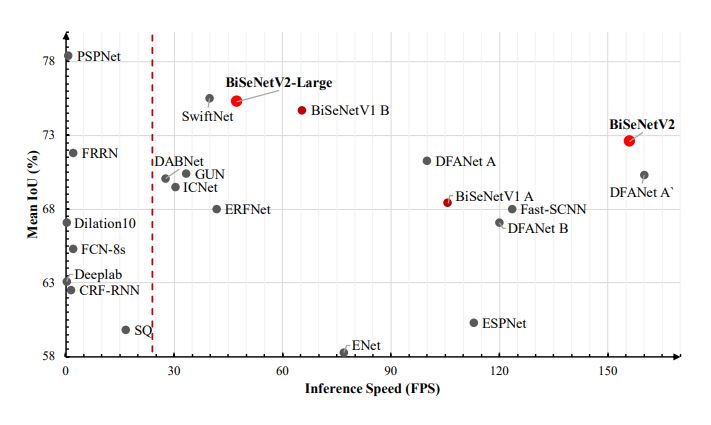 78
PSPNet
BiSeNetV2-Large
SwiftNet
BiSeNetV1 B
BiSeNetV2
73
FRRN
DABNet
GUN
ICNet
DFANet A
DFANet A`
BiSeNetV1 A
68
ERFNet
Fast-SCNN
Dilation10
DFANet B
FCN-8s
Deeplab
63
CRF-RNN
SQ
ESPNet
ENet
58
0 30 60 90 120 150
Mean IoU (%)
Inference Speed (FPS)